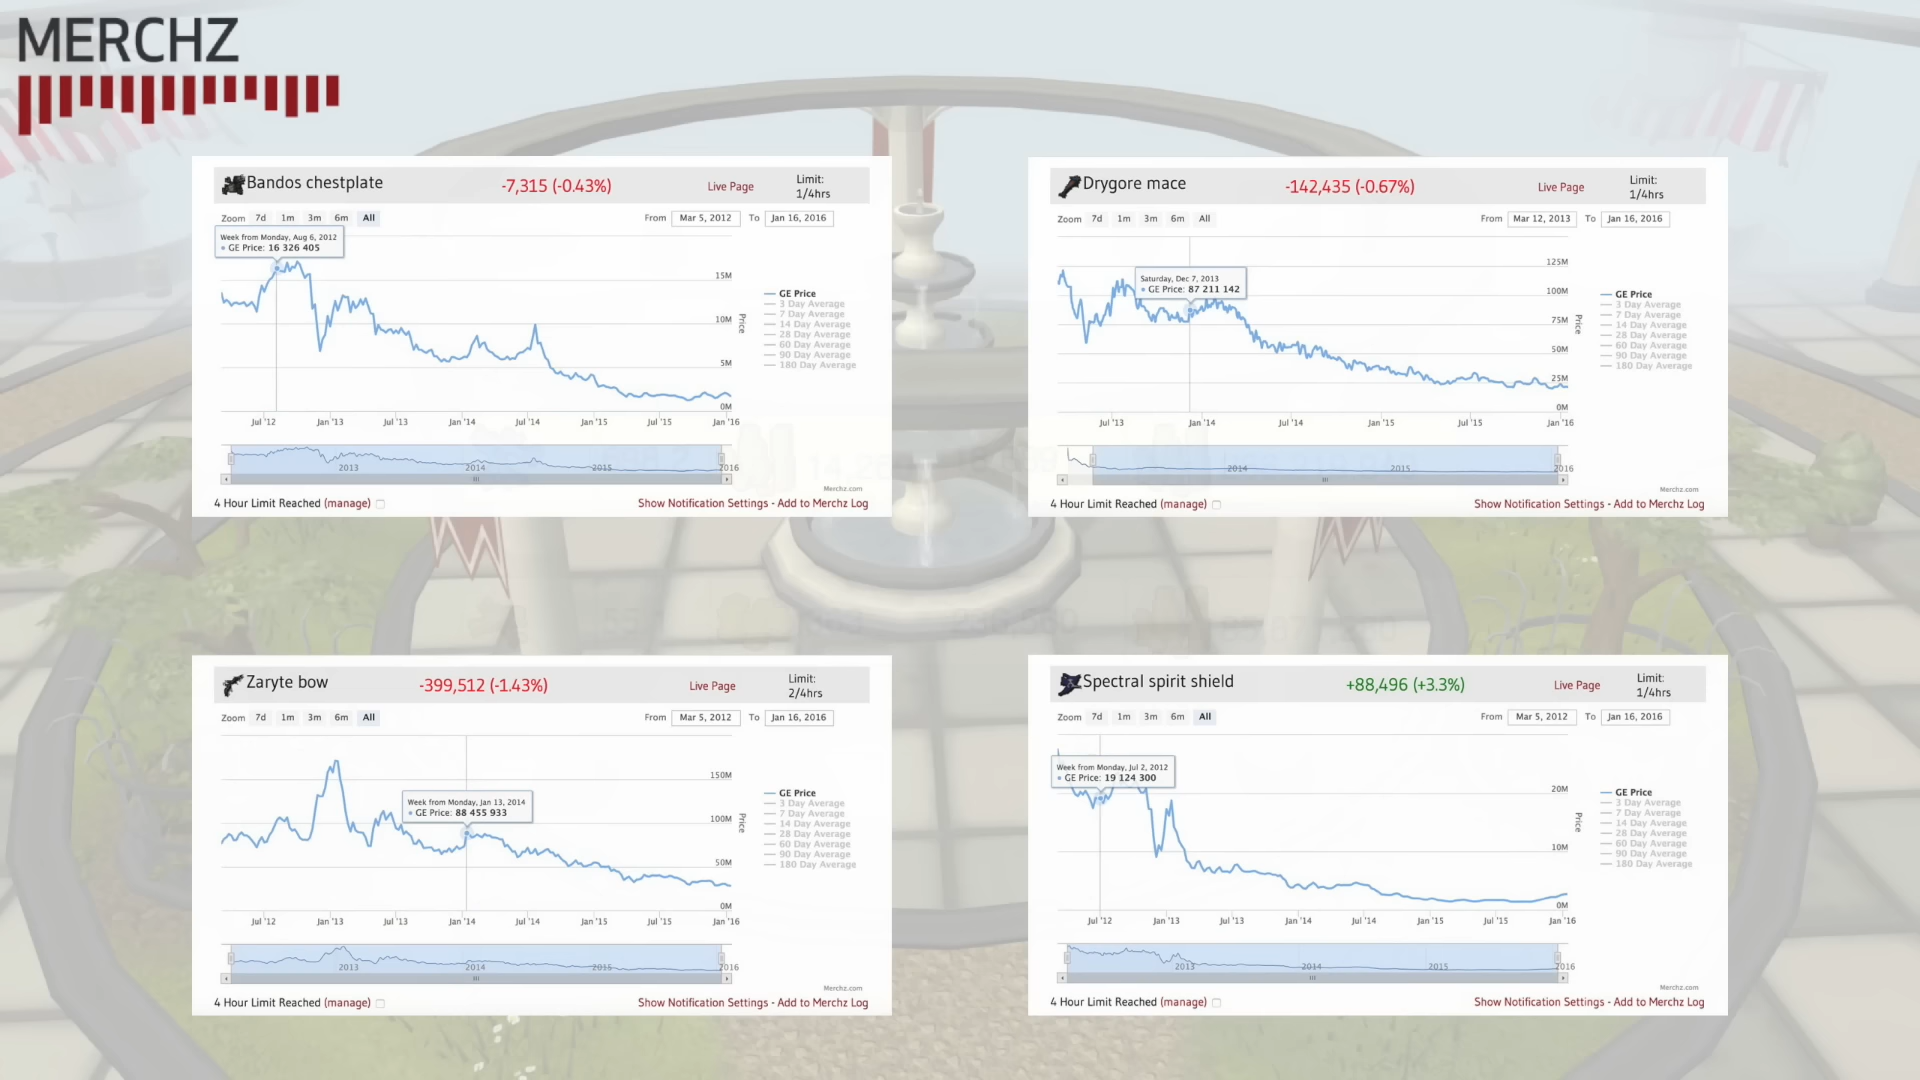 MERCHZ
Bandos chestplate -7,315 (-0.43%) Live Page Limit: 1/4hrs
Zoom 7d 1m 3m 6m All From Mar 5, 2012 To Jan 16, 2016
Week from Monday, Aug 6, 2012
GE Price: 16 326 405
15M
10M
5M
0M
Price
GE Price
3 Day Average
7 Day Average
14 Day Average
28 Day Average
60 Day Average
90 Day Average
180 Day Average
Jul '12 Jan '13 Jul '13 Jan '14 Jul '14 Jan '15 Jul '15 Jan '16
2013 2014 2015 2016
Merchz.com
4 Hour Limit Reached (manage) Show Notification Settings - Add to Merchz Log
Drygore mace -142,435 (-0.67%) Live Page Limit: 1/4hrs
Zoom 7d 1m 3m 6m All From Mar 12, 2013 To Jan 16, 2016
Saturday, Dec 7, 2013
GE Price: 87 211 142
125M
100M
75M
50M
25M
0M
Price
GE Price
3 Day Average
7 Day Average
14 Day Average
28 Day Average
60 Day Average
90 Day Average
180 Day Average
Jul '13 Jan '14 Jul '14 Jan '15 Jul '15 Jan '16
2014 2015 2016
Merchz.com
4 Hour Limit Reached (manage) Show Notification Settings - Add to Merchz Log
Zaryte bow -399,512 (-1.43%) Live Page Limit: 2/4hrs
Zoom 7d 1m 3m 6m All From Mar 5, 2012 To Jan 16, 2016
Week from Monday, Jan 13, 2014
GE Price: 88 455 933
150M
100M
50M
0M
Price
GE Price
3 Day Average
7 Day Average
14 Day Average
28 Day Average
60 Day Average
90 Day Average
180 Day Average
Jul '12 Jan '13 Jul '13 Jan '14 Jul '14 Jan '15 Jul '15 Jan '16
2013 2014 2015 2016
Merchz.com
4 Hour Limit Reached (manage) Show Notification Settings - Add to Merchz Log
Spectral spirit shield +88,496 (+3.3%) Live Page Limit: 1/4hrs
Zoom 7d 1m 3m 6m All From Mar 5, 2012 To Jan 16, 2016
Week from Monday, Jul 2, 2012
GE Price: 19 124 300
20M
10M
0M
Price
GE Price
3 Day Average
7 Day Average
14 Day Average
28 Day Average
60 Day Average
90 Day Average
180 Day Average
Jul '12 Jan '13 Jul '13 Jan '14 Jul '14 Jan '15 Jul '15 Jan '16
2013 2014 2015 2016
Merchz.com
4 Hour Limit Reached (manage) Show Notification Settings - Add to Merchz Log